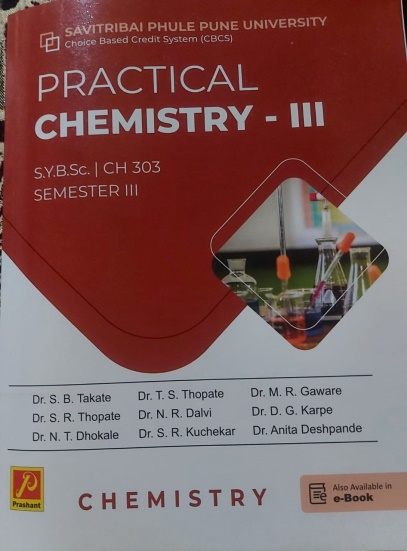 SAVITRIBAI PHULE PUNE UNIVERSITY
Choice Based Credit System (CBCS)
PRACTICAL
CHEMISTRY - III
S.Y.B.Sc. | CH 303
SEMESTER III
Dr. S. B. Takate Dr. T. S. Thopate Dr. M. R. Gaware
Dr. S. R. Thopate Dr. N. R. Dalvi Dr. D. G. Karpe
Dr. N. T. Dhokale Dr. S. R. Kuchekar Dr. Anita Deshpande
P
Prashant
CHEMISTRY
Also Available in
e-Book